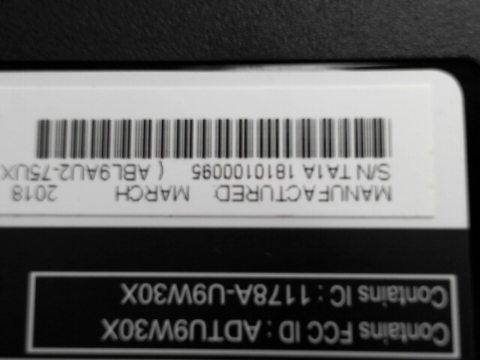 Contains FCC ID : ADTU9W30X
Contains IC : 1178A-U9W30X
MANUFACTURED: MARCH 2018
S/N TA1A 1810100095 ( ABL9AU2-75UX